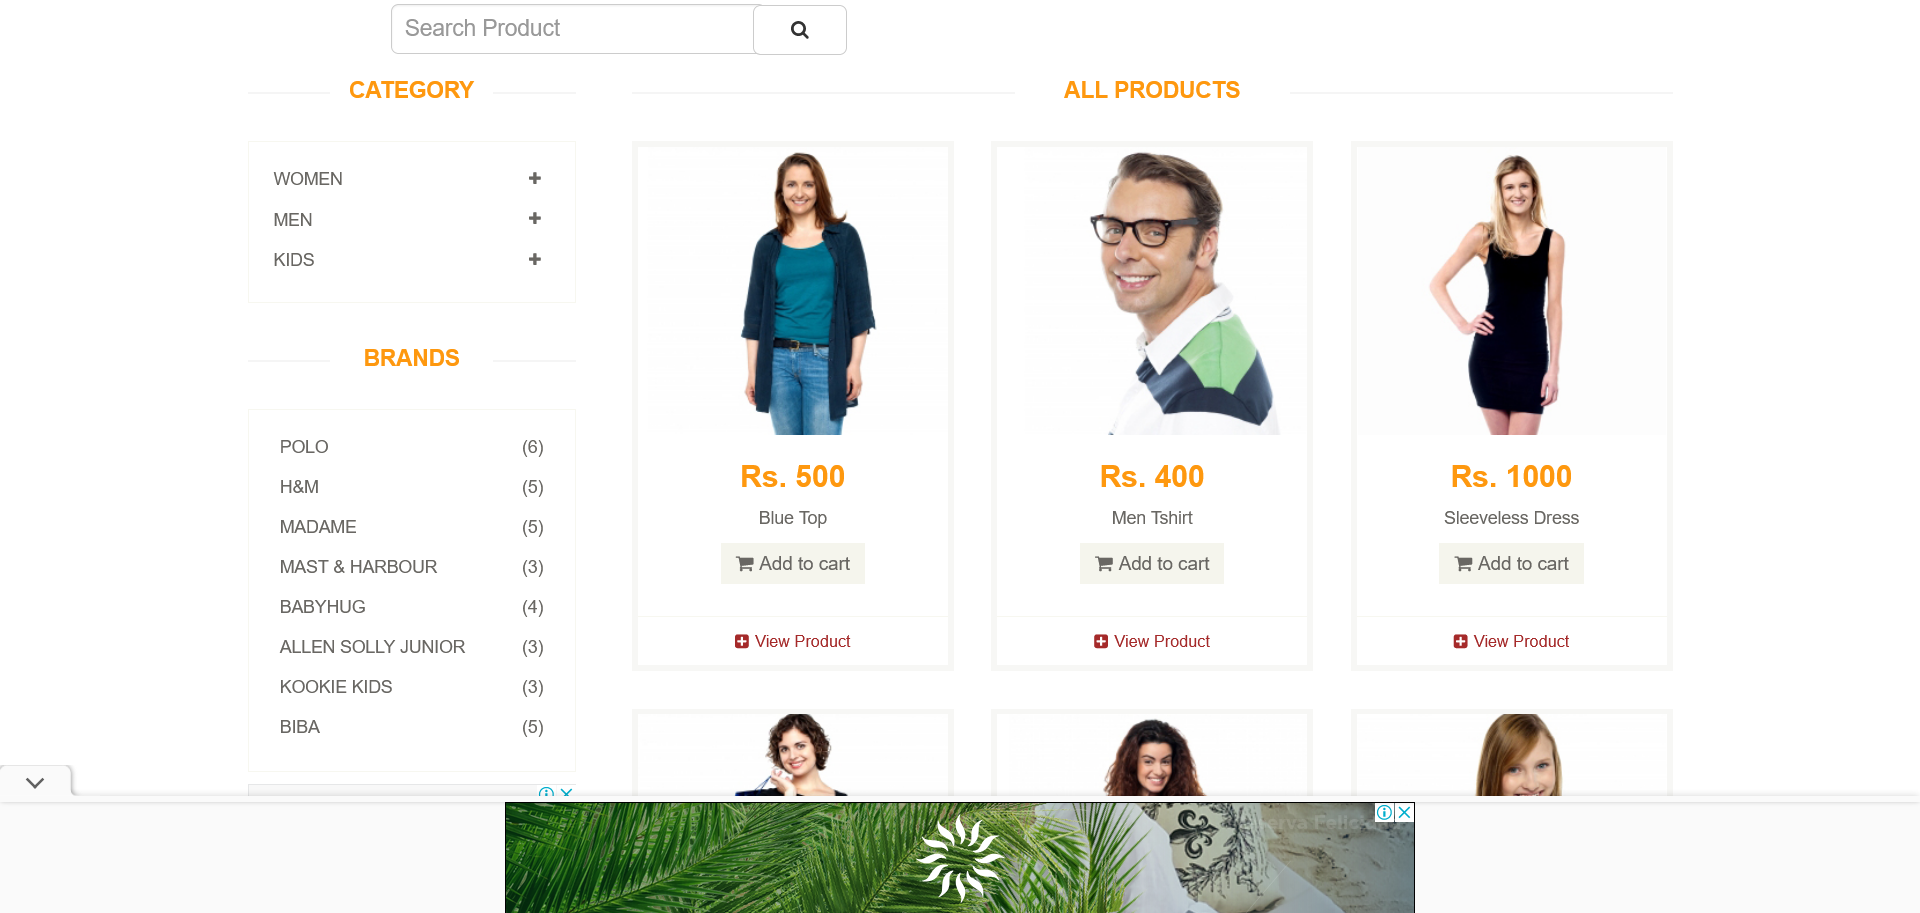 Search Product
CATEGORY
WOMEN
MEN
KIDS
BRANDS
POLO (6)
H&M (5)
MADAME (5)
MAST & HARBOUR (3)
BABYHUG (4)
ALLEN SOLLY JUNIOR (3)
KOOKIE KIDS (3)
BIBA (5)
ALL PRODUCTS
Rs. 500
Blue Top
Add to cart
View Product
Rs. 400
Men Tshirt
Add to cart
View Product
Rs. 1000
Sleeveless Dress
Add to cart
View Product